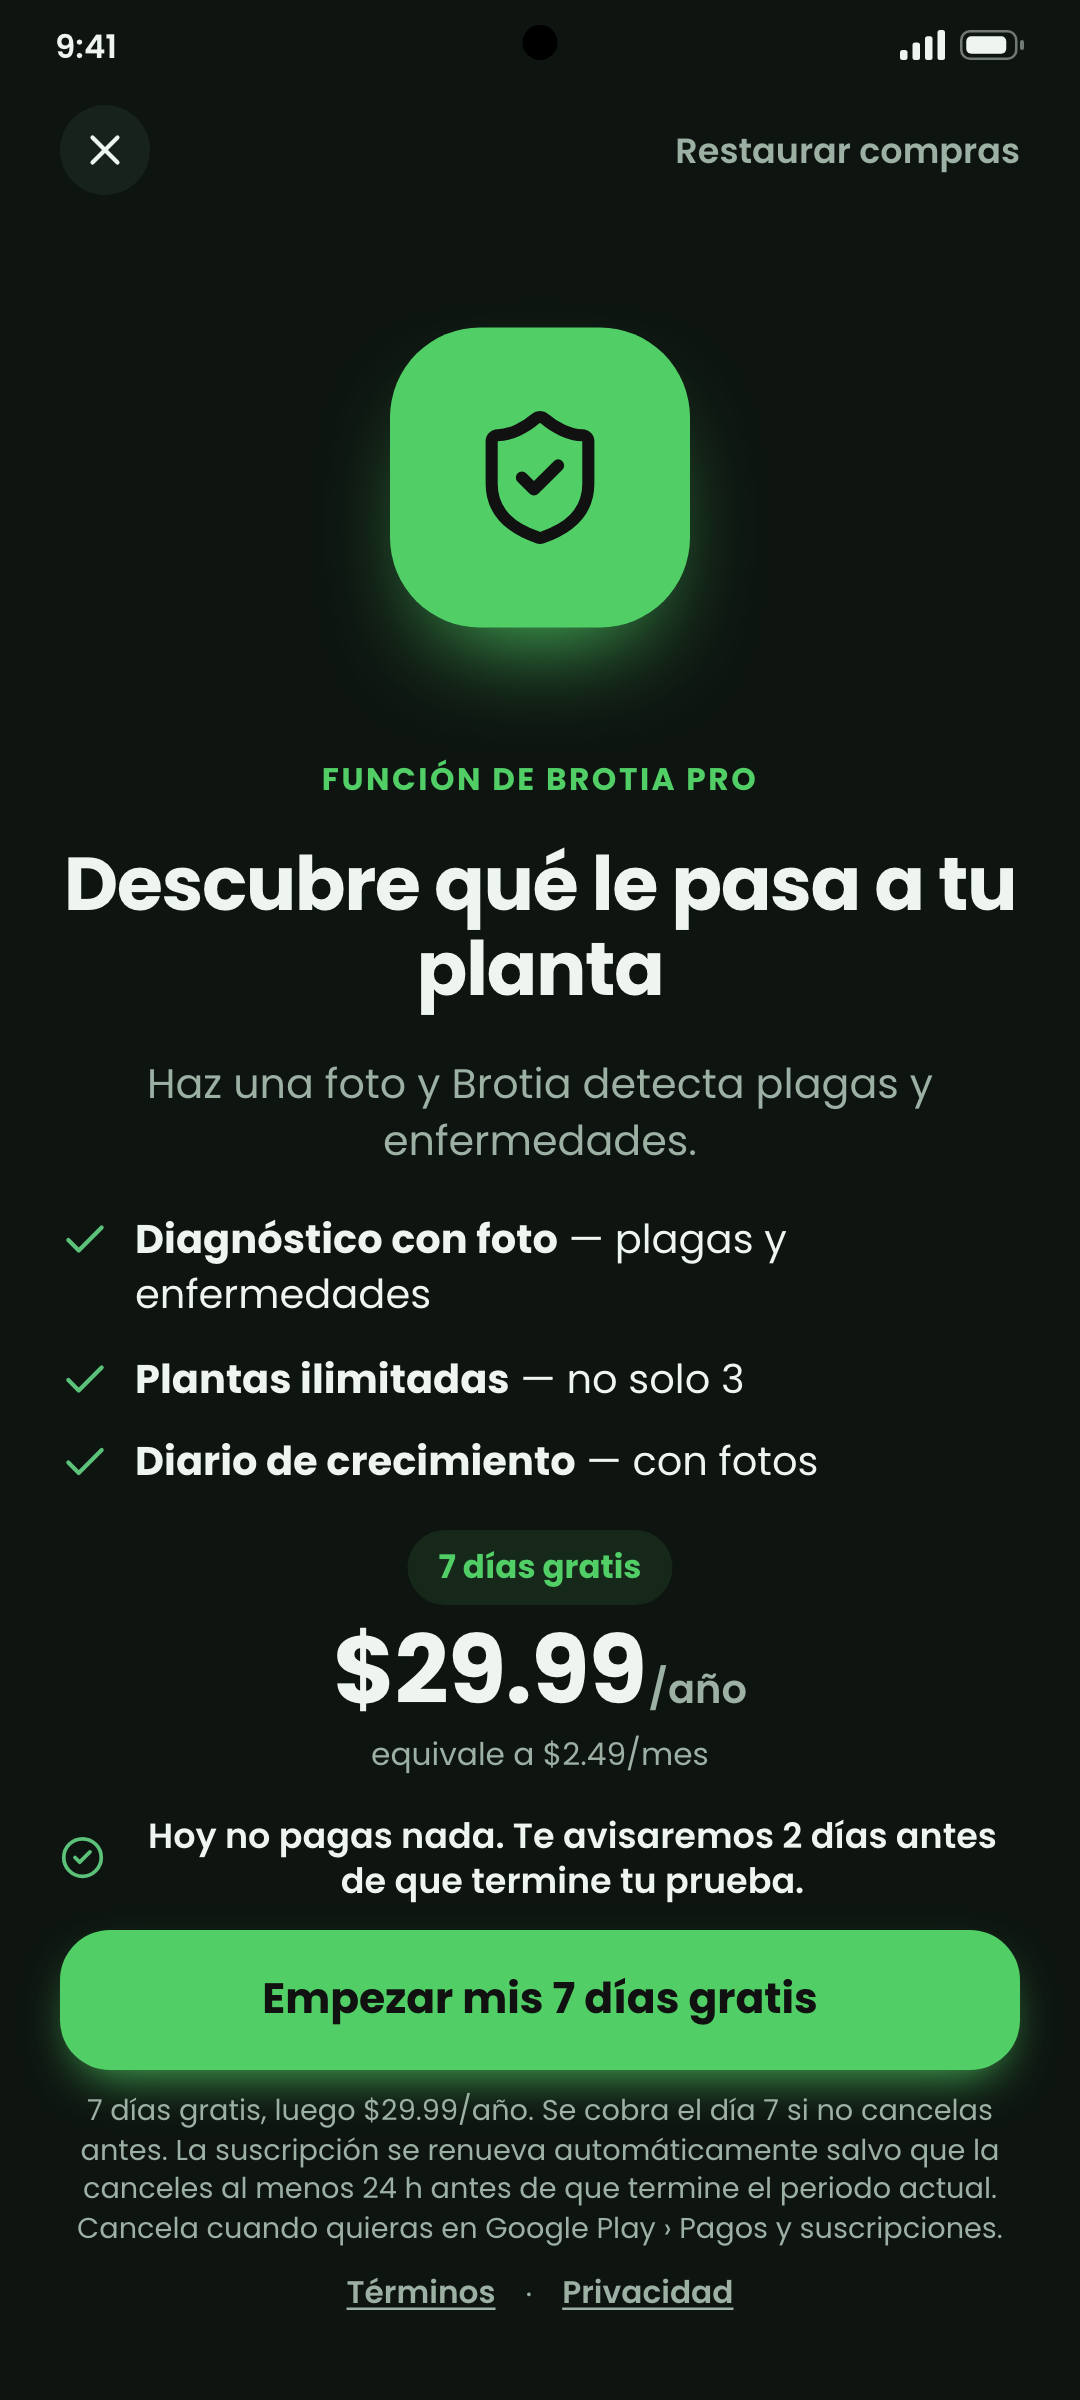 9:41
Restaurar compras
FUNCIÓN DE BROTIA PRO
Descubre qué le pasa a tu
planta
Haz una foto y Brotia detecta plagas y
enfermedades.
Diagnóstico con foto — plagas y
enfermedades
Plantas ilimitadas — no solo 3
Diario de crecimiento — con fotos
7 días gratis
$29.99/año
equivale a $2.49/mes
Hoy no pagas nada. Te avisaremos 2 días antes
de que termine tu prueba.
Empezar mis 7 días gratis
7 días gratis, luego $29.99/año. Se cobra el día 7 si no cancelas
antes. La suscripción se renueva automáticamente salvo que la
canceles al menos 24 h antes de que termine el periodo actual.
Cancela cuando quieras en Google Play › Pagos y suscripciones.
Términos · Privacidad